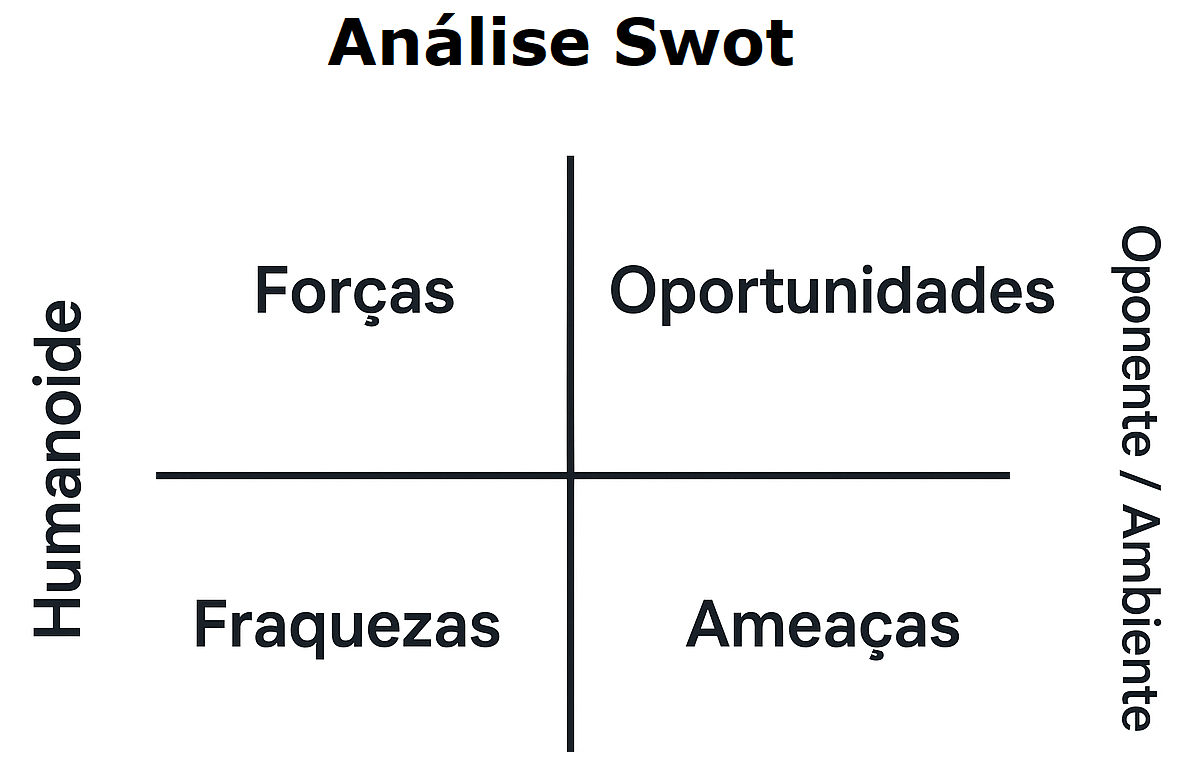 Análise Swot
Humanoide
Forças
Oportunidades
Fraquezas
Ameaças
Oponente / Ambiente